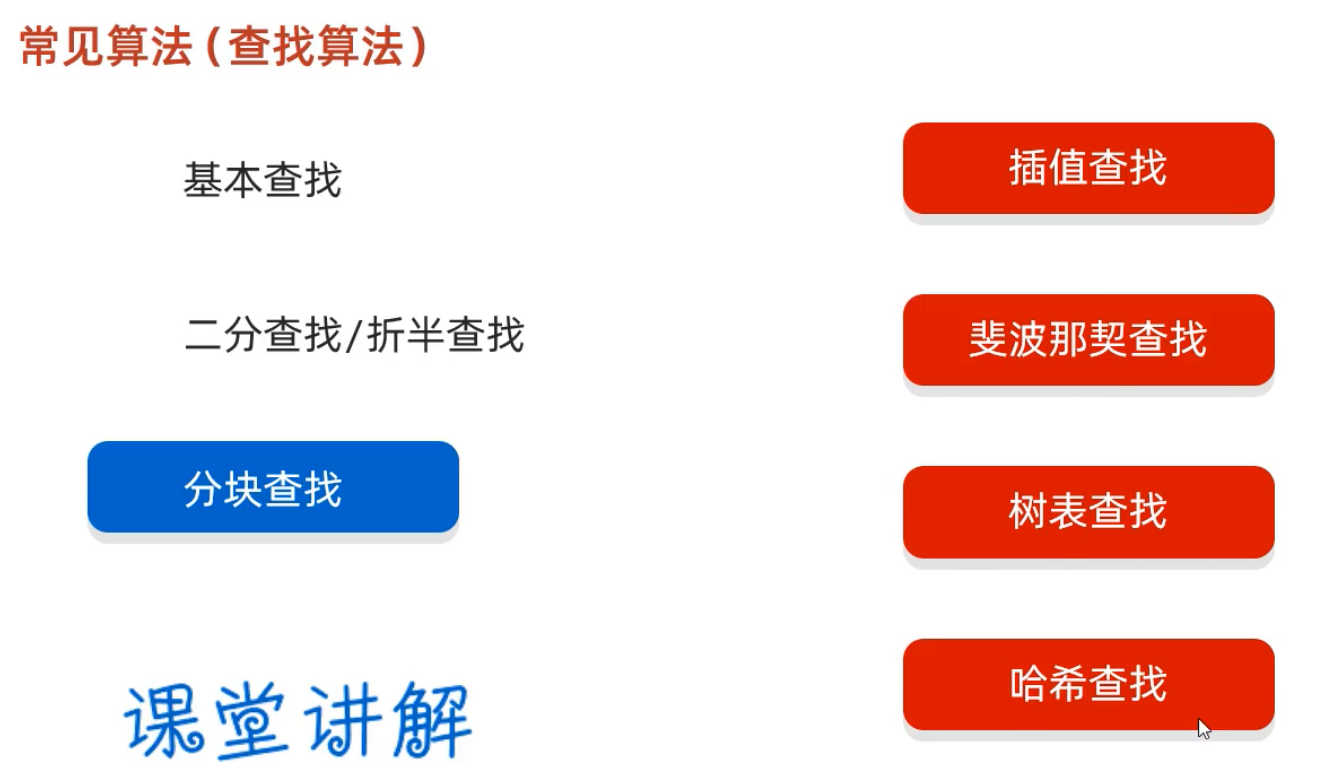 常见算法(查找算法)
基本查找
二分查找/折半查找
分块查找
课堂讲解
插值查找
斐波那契查找
树表查找
哈希查找